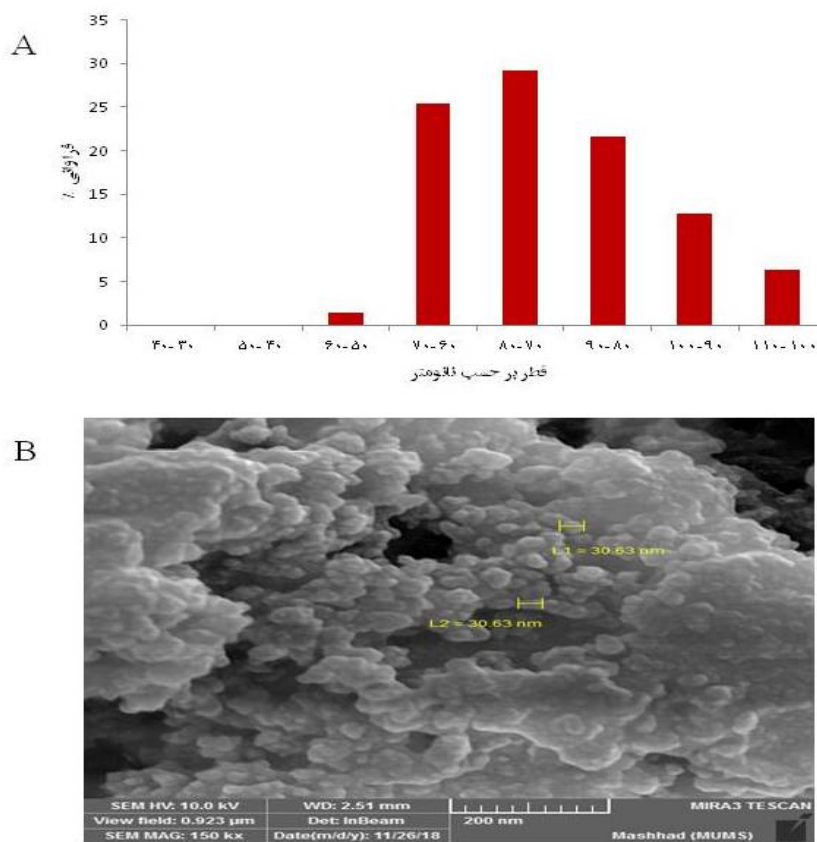 A
35
30
25
20
15
10
5
0
فراوانی %
۴۰-۳۰ ۵۰-۴۰ ۶۰-۵۰ ۷۰-۶۰ ۸۰-۷۰ ۹۰-۸۰ ۱۰۰-۹۰ ۱۱۰-۱۰۰
قطر بر حسب نانومتر
B
L1 = 30.63 nm
L2 = 30.63 nm
SEM HV: 10.0 kV WD: 2.51 mm MIRA3 TESCAN
View field: 0.923 µm Det: InBeam 200 nm
SEM MAG: 150 kx Date(m/d/y): 11/26/18 Mashhad (MUMS)